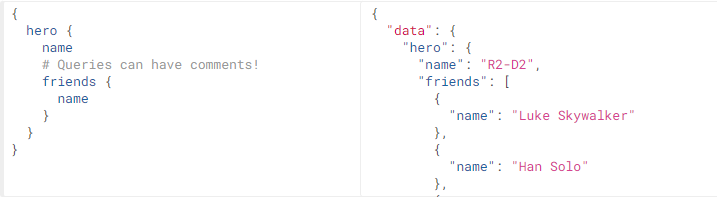 {
  hero {
    name
    # Queries can have comments!
    friends {
      name
    }
  }
}
{
  "data": {
    "hero": {
      "name": "R2-D2",
      "friends": [
        {
          "name": "Luke Skywalker"
        },
        {
          "name": "Han Solo"
        },